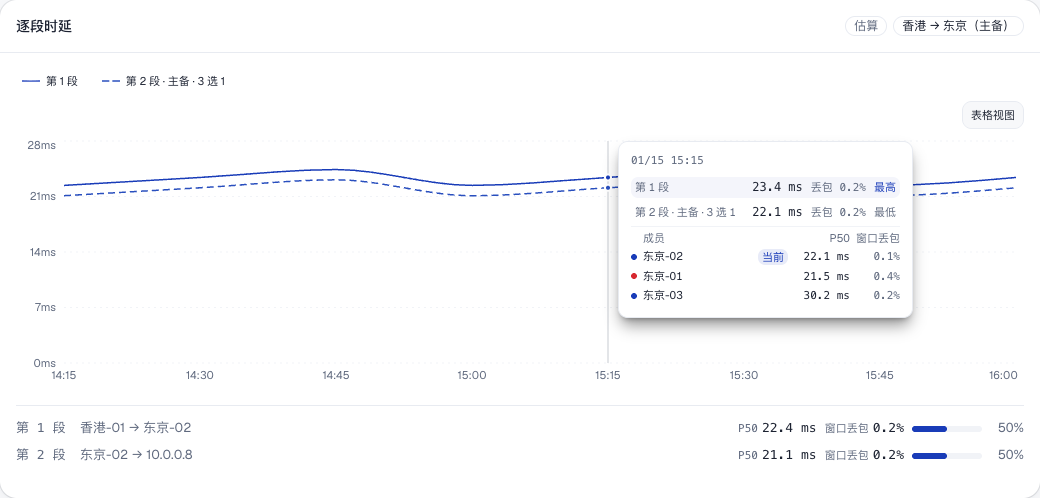 逐段时延
估算
香港 → 东京（主备）
第 1 段
第 2 段 · 主备 · 3 选 1
表格视图
28ms
21ms
14ms
7ms
0ms
01/15 15:15
第 1 段 23.4 ms 丢包 0.2% 最高
第 2 段 · 主备 · 3 选 1 22.1 ms 丢包 0.2% 最低
成员 P50 窗口丢包
东京-02 当前 22.1 ms 0.1%
东京-01 21.5 ms 0.4%
东京-03 30.2 ms 0.2%
14:15 14:30 14:45 15:00 15:15 15:30 15:45 16:00
第 1 段 香港-01 → 东京-02 P50 22.4 ms 窗口丢包 0.2% 50%
第 2 段 东京-02 → 10.0.0.8 P50 21.1 ms 窗口丢包 0.2% 50%